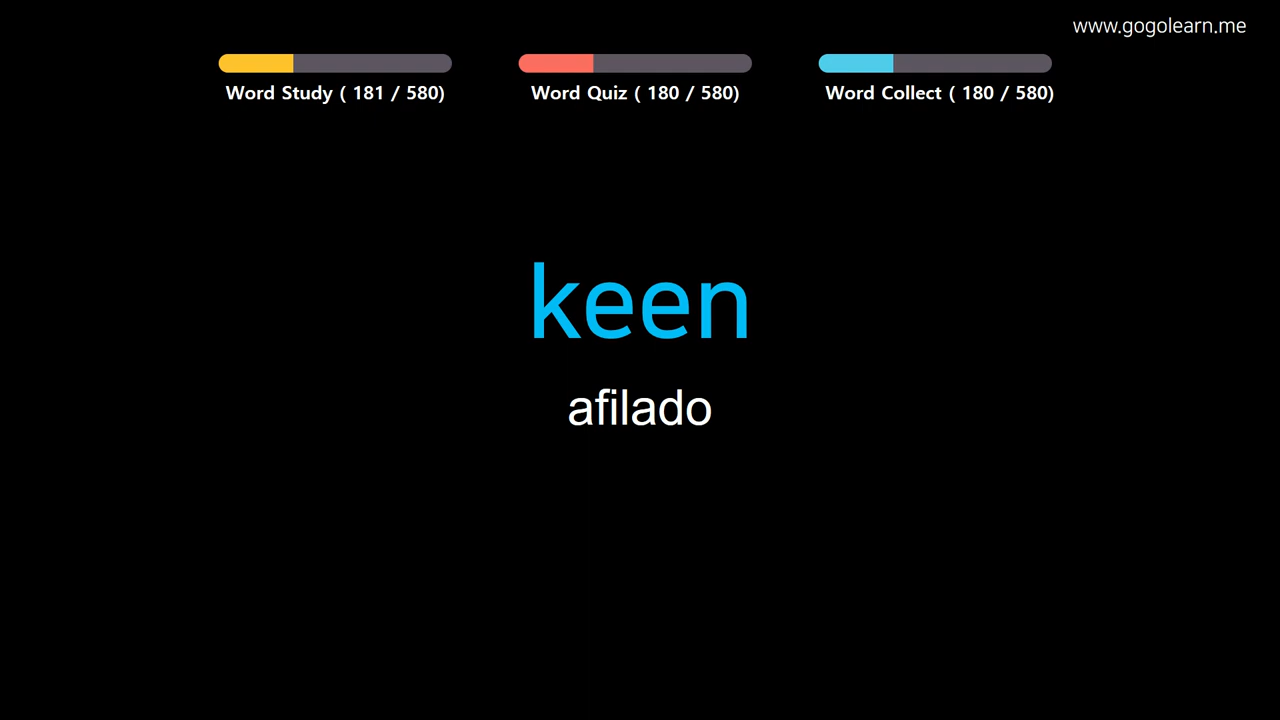 www.gogolearn.me
Word Study ( 181 / 580)
Word Quiz ( 180 / 580)
Word Collect ( 180 / 580)
keen
afilado